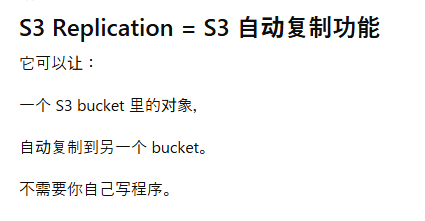 S3 Replication = S3 自动复制功能
它可以让：
一个 S3 bucket 里的对象,
自动复制到另一个 bucket。
不需要你自己写程序。